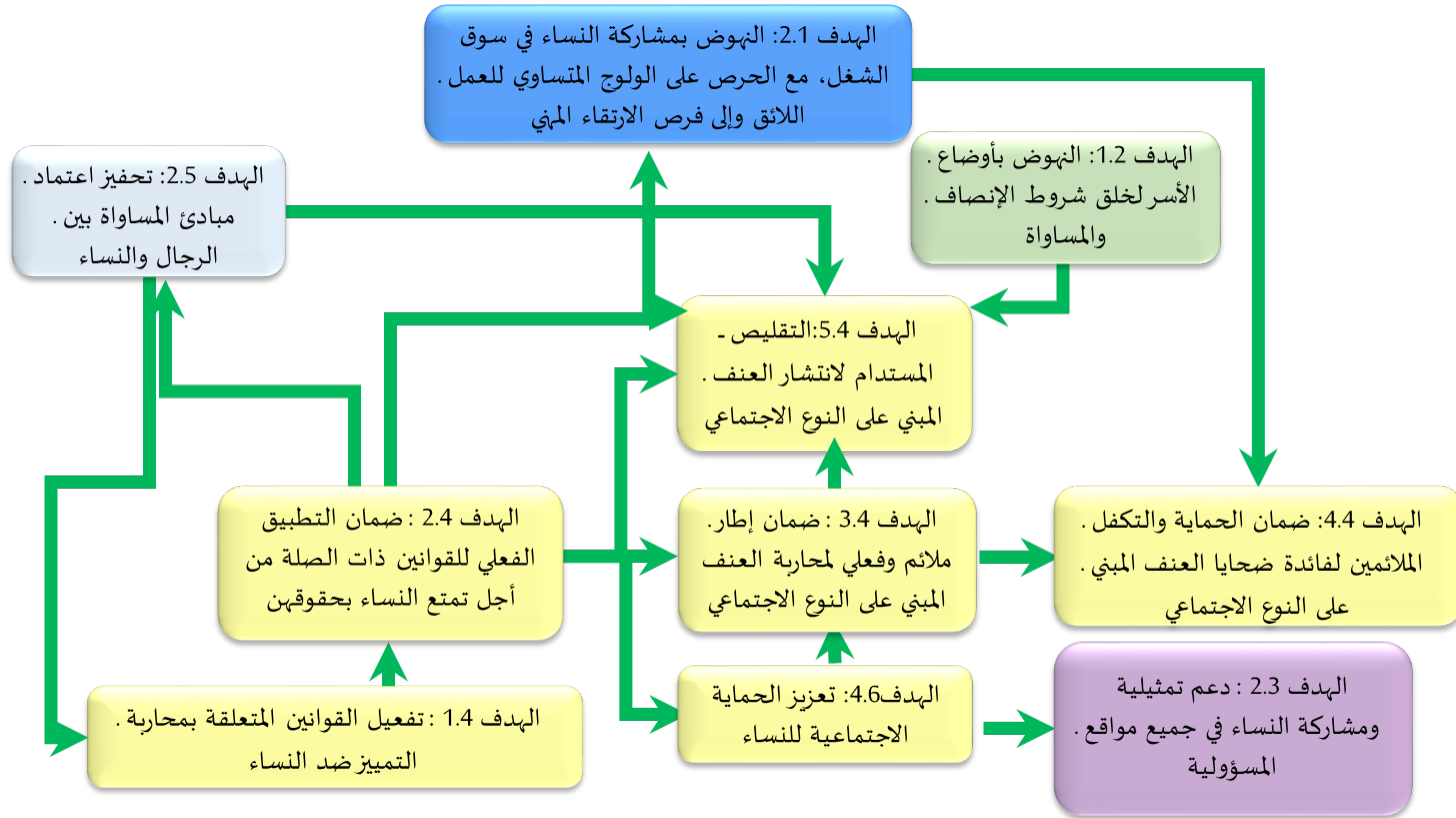 الهدف 2.1: النهوض بمشاركة النساء في سوق
الشغل، مع الحرص على الولوج المتساوي للعمل .
اللائق وإلى فرص الارتقاء المهني
الهدف 1.2: النهوض بأوضاع .
الأسر لخلق شروط الإنصاف .
والمساواة
الهدف 2.5: تحفيز اعتماد .
مبادئ المساواة بين .
الرجال والنساء
الهدف 5.4:التقليص ـ
المستدام لانتشار العنف .
المبني على النوع الاجتماعي
الهدف 4.4: ضمان الحماية والتكفل .
الملائمين لفائدة ضحايا العنف المبني .
على النوع الاجتماعي
الهدف 3.4 : ضمان إطار .
ملائم وفعلي لمحاربة العنف
المبني على النوع الاجتماعي
الهدف 2.4 : ضمان التطبيق
الفعلي للقوانين ذات الصلة من
أجل تمتع النساء بحقوقهن
الهدف 2.3 : دعم تمثيلية
ومشاركة النساء في جميع مواقع .
المسؤولية
الهدف4.6: تعزيز الحماية
الاجتماعية للنساء
الهدف 1.4 : تفعيل القوانين المتعلقة بمحاربة .
التمييز ضد النساء